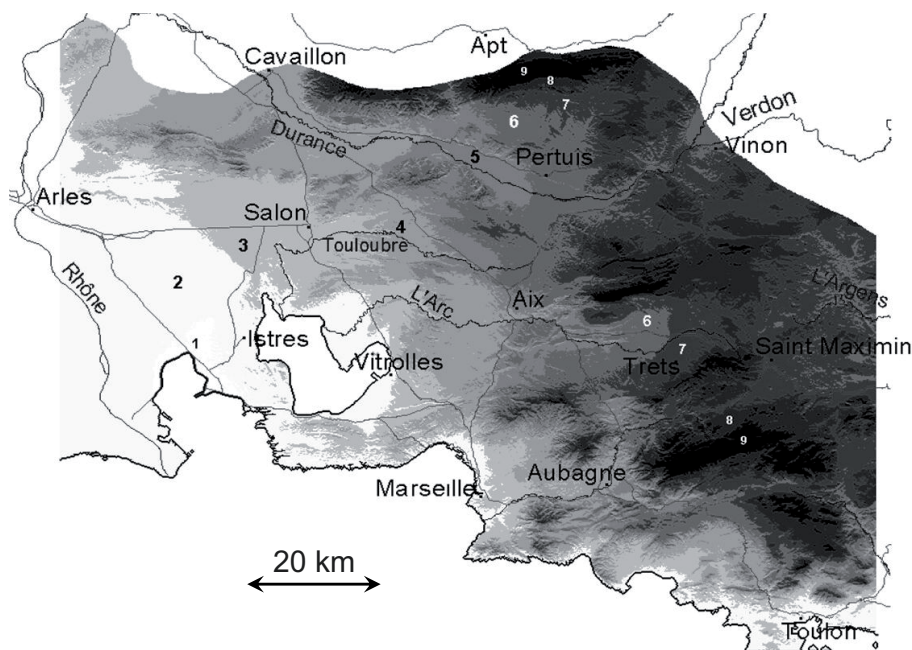 Cavaillon
Apt
9
8
7
6
Verdon
Durance
5
Pertuis
Vinon
Arles
Salon
4
3
Touloubre
2
Rhône
L'Arc
Aix
L'Argens
6
1
Istres
7
Saint Maximin
Vitrolles
Trets
8
9
Aubagne
Marseille
20 km
Toulon